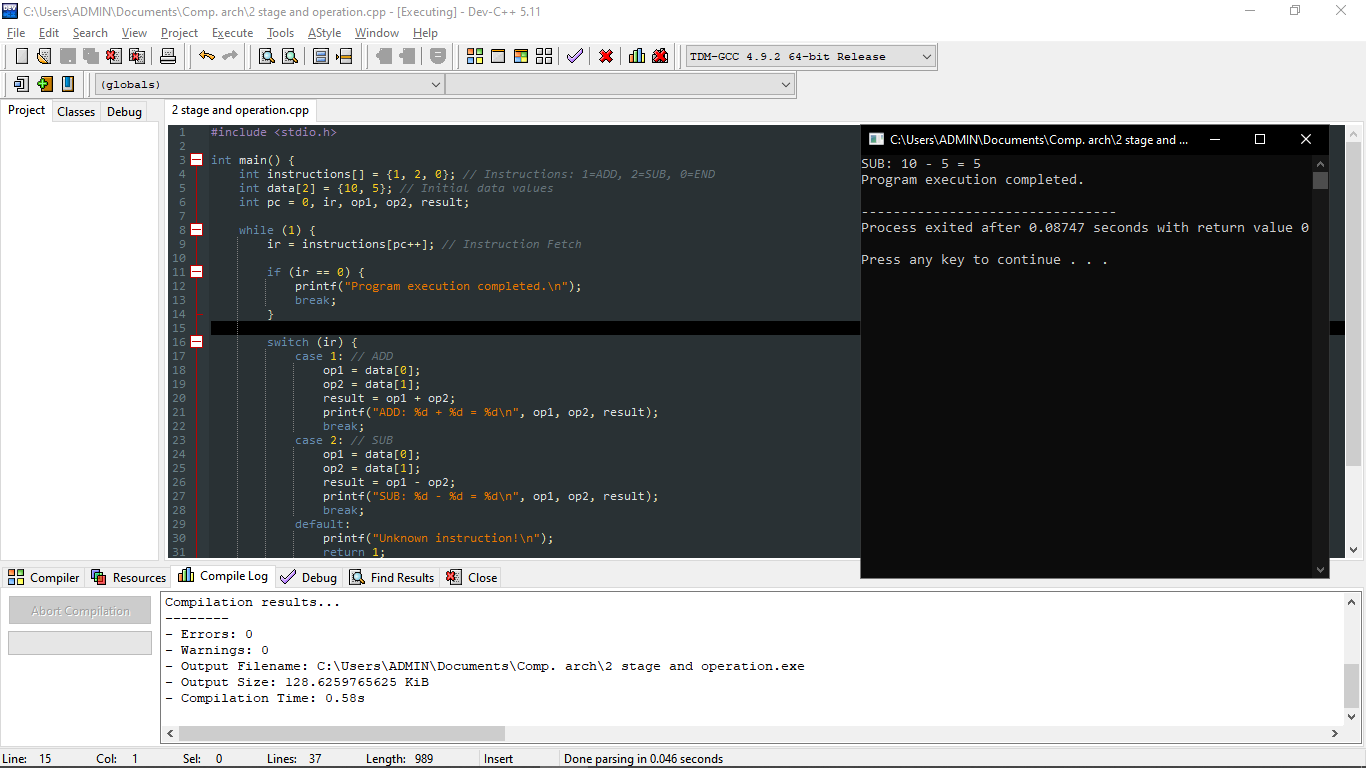 C:\Users\ADMIN\Documents\Comp. arch\2 stage and operation.cpp - [Executing] - Dev-C++ 5.11
File Edit Search View Project Execute Tools AStyle Window Help
TDM-GCC 4.9.2 64-bit Release
(globals)
Project Classes Debug
2 stage and operation.cpp
1 #include <stdio.h>
2
3 int main() {
4 int instructions[] = {1, 2, 0}; // Instructions: 1=ADD, 2=SUB, 0=END
5 int data[2] = {10, 5}; // Initial data values
6 int pc = 0, ir, op1, op2, result;
7
8 while (1) {
9 ir = instructions[pc++]; // Instruction Fetch
10
11 if (ir == 0) {
12 printf("Program execution completed.\n");
13 break;
14 }
15
16 switch (ir) {
17 case 1: // ADD
18 op1 = data[0];
19 op2 = data[1];
20 result = op1 + op2;
21 printf("ADD: %d + %d = %d\n", op1, op2, result);
22 break;
23 case 2: // SUB
24 op1 = data[0];
25 op2 = data[1];
26 result = op1 - op2;
27 printf("SUB: %d - %d = %d\n", op1, op2, result);
28 break;
29 default:
30 printf("Unknown instruction!\n");
31 return 1;
C:\Users\ADMIN\Documents\Comp. arch\2 stage and ...
SUB: 10 - 5 = 5
Program execution completed.
--------------------------------
Process exited after 0.08747 seconds with return value 0
Press any key to continue . . .
Compiler Resources Compile Log Debug Find Results Close
Abort Compilation
Compilation results...
--------
- Errors: 0
- Warnings: 0
- Output Filename: C:\Users\ADMIN\Documents\Comp. arch\2 stage and operation.exe
- Output Size: 128.6259765625 KiB
- Compilation Time: 0.58s
Line: 15 Col: 1 Sel: 0 Lines: 37 Length: 989 Insert Done parsing in 0.046 seconds